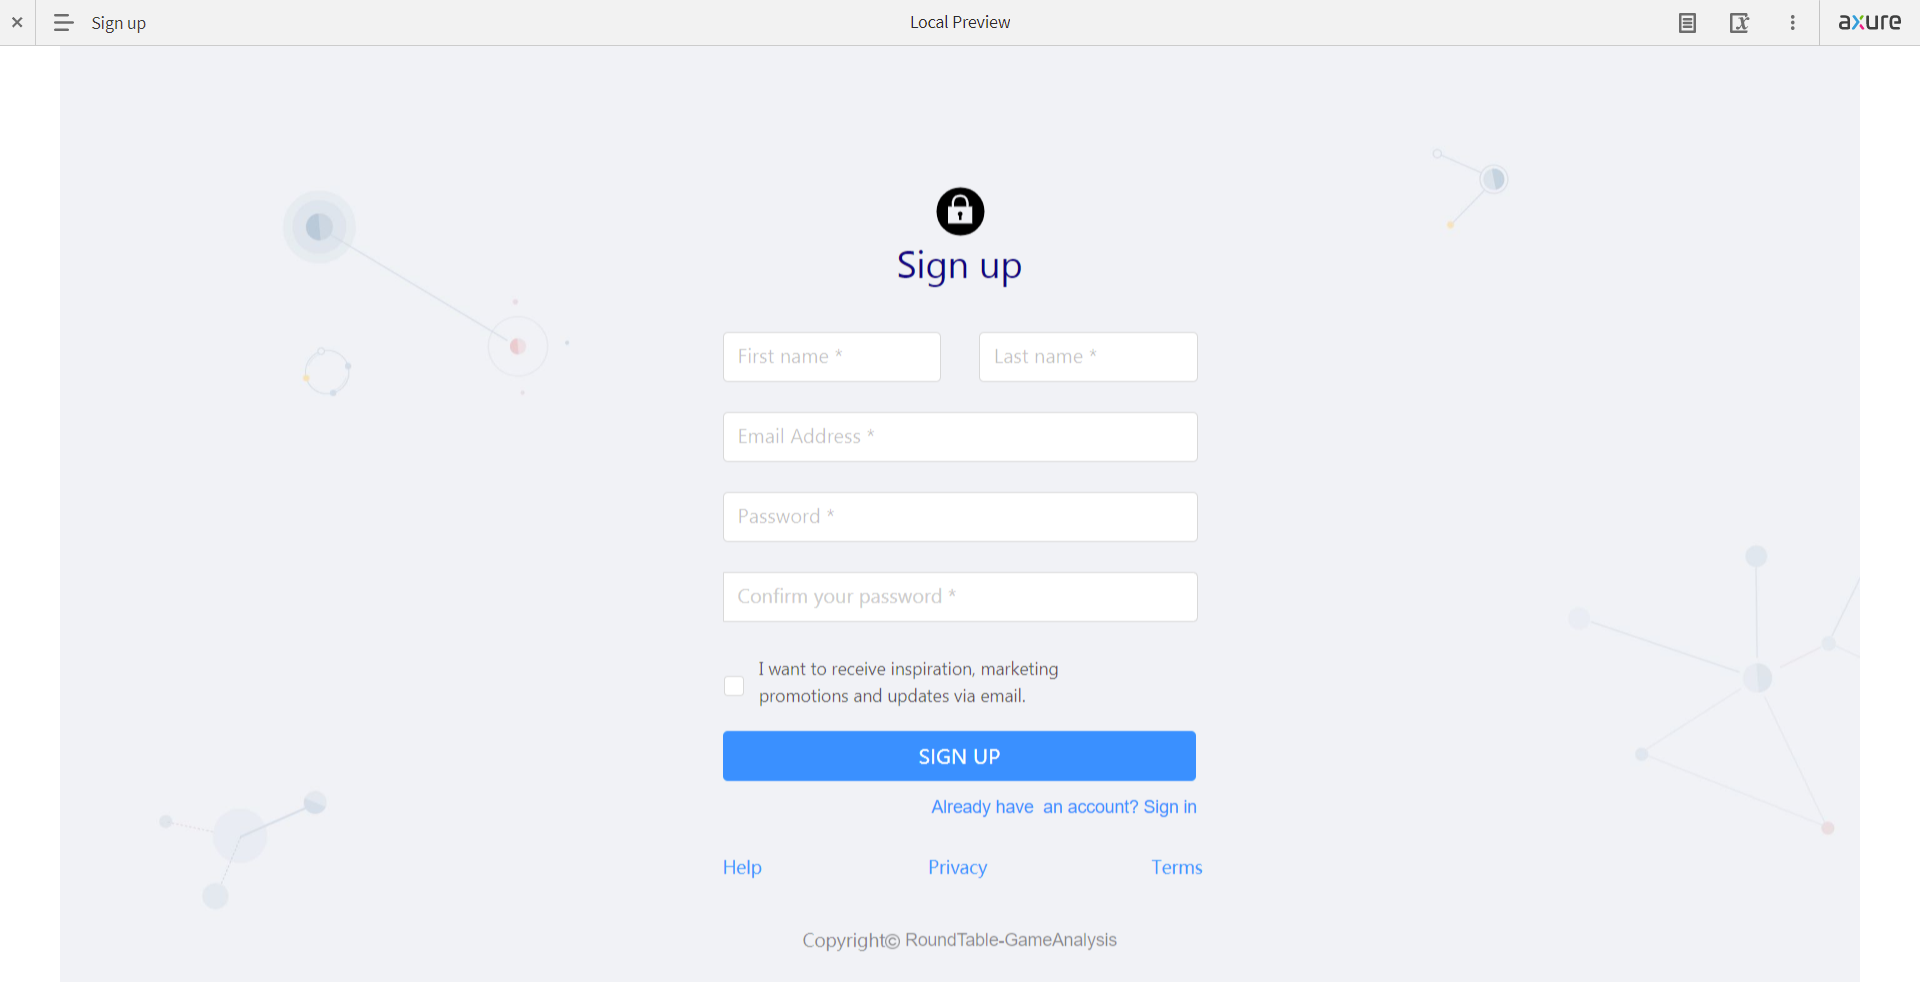 Sign up
Local Preview
axure
Sign up
First name *
Last name *
Email Address *
Password *
Confirm your password *
I want to receive inspiration, marketing
promotions and updates via email.
SIGN UP
Already have  an account? Sign in
Help
Privacy
Terms
Copyright© RoundTable-GameAnalysis